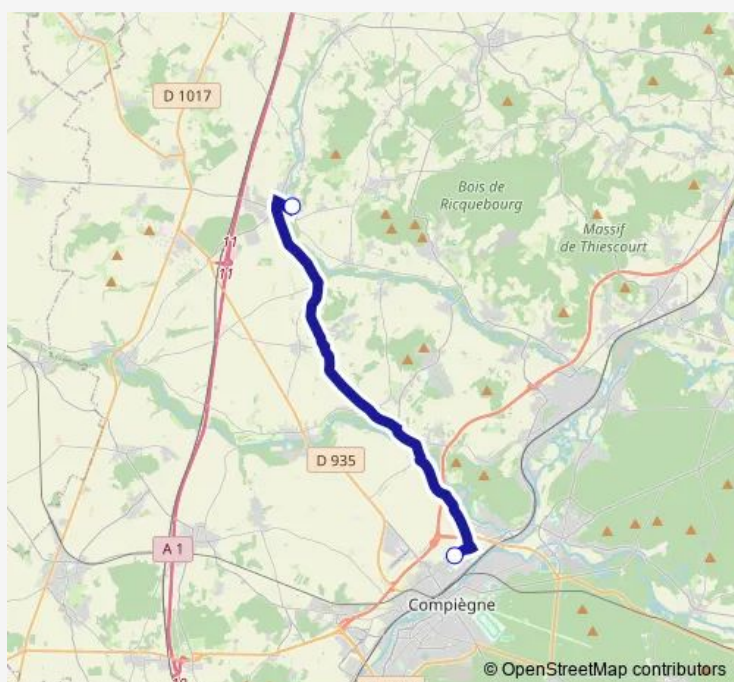 D 1017
Bois de
Ricquebourg
Massif
de Thiescourt
11
11
D 935
A 1
Compiègne
© OpenStreetMap contributors